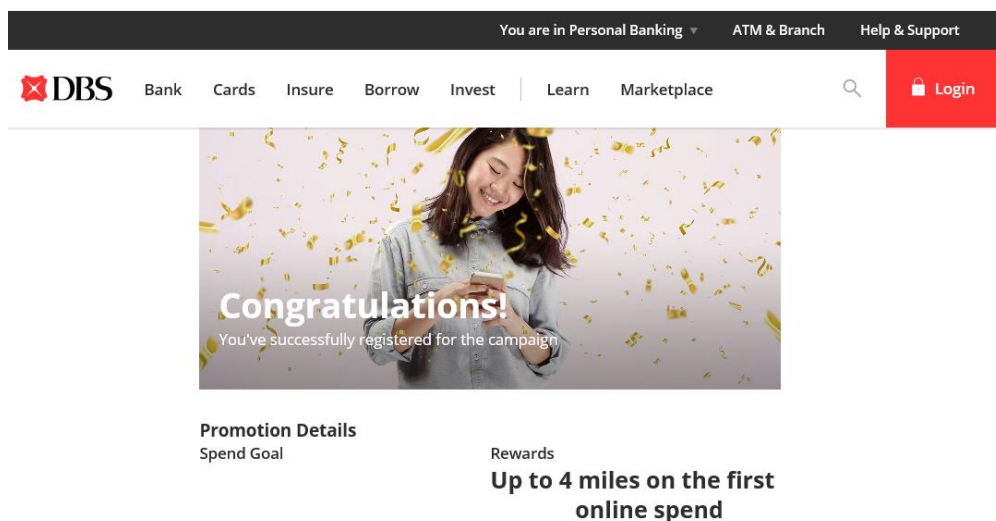 You are in Personal Banking ATM & Branch Help & Support
DBS Bank Cards Insure Borrow Invest Learn Marketplace Login
Congratulations!
You've successfully registered for the campaign
Promotion Details
Spend Goal
Rewards
Up to 4 miles on the first
online spend